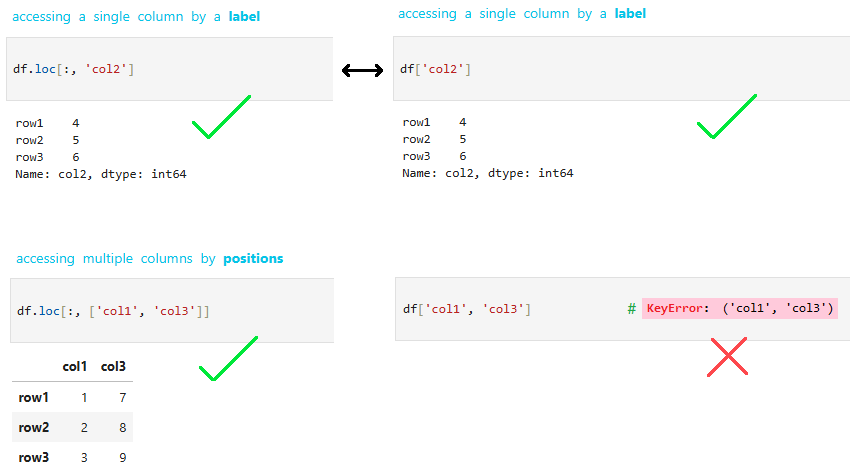 accessing a single column by a label
accessing a single column by a label
df.loc[:, 'col2']
df['col2']
row1 4
row2 5
row3 6
Name: col2, dtype: int64
row1 4
row2 5
row3 6
Name: col2, dtype: int64
accessing multiple columns by positions
df.loc[:, ['col1', 'col3']]
df['col1', 'col3'] # KeyError: ('col1', 'col3')
col1 col3
row1 1 7
row2 2 8
row3 3 9